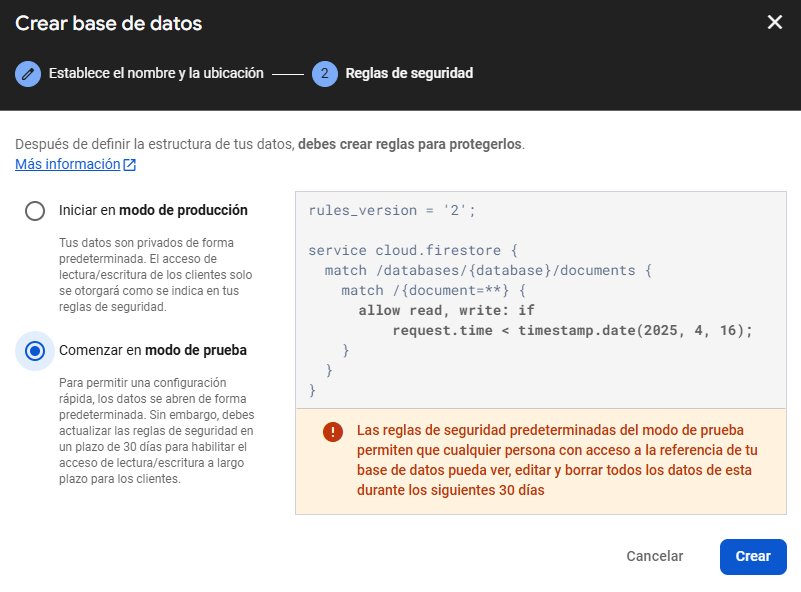 Crear base de datos
Establece el nombre y la ubicación
2 Reglas de seguridad
Después de definir la estructura de tus datos, debes crear reglas para protegerlos.
Más información
Iniciar en modo de producción
Tus datos son privados de forma
predeterminada. El acceso de
lectura/escritura de los clientes solo
se otorgará como se indica en tus
reglas de seguridad.
Comenzar en modo de prueba
Para permitir una configuración
rápida, los datos se abren de forma
predeterminada. Sin embargo, debes
actualizar las reglas de seguridad en
un plazo de 30 días para habilitar el
acceso de lectura/escritura a largo
plazo para los clientes.
rules_version = '2';
service cloud.firestore {
  match /databases/{database}/documents {
    match /{document=**} {
      allow read, write: if
          request.time < timestamp.date(2025, 4, 16);
    }
  }
}
Las reglas de seguridad predeterminadas del modo de prueba
permiten que cualquier persona con acceso a la referencia de tu
base de datos pueda ver, editar y borrar todos los datos de esta
durante los siguientes 30 días
Cancelar
Crear